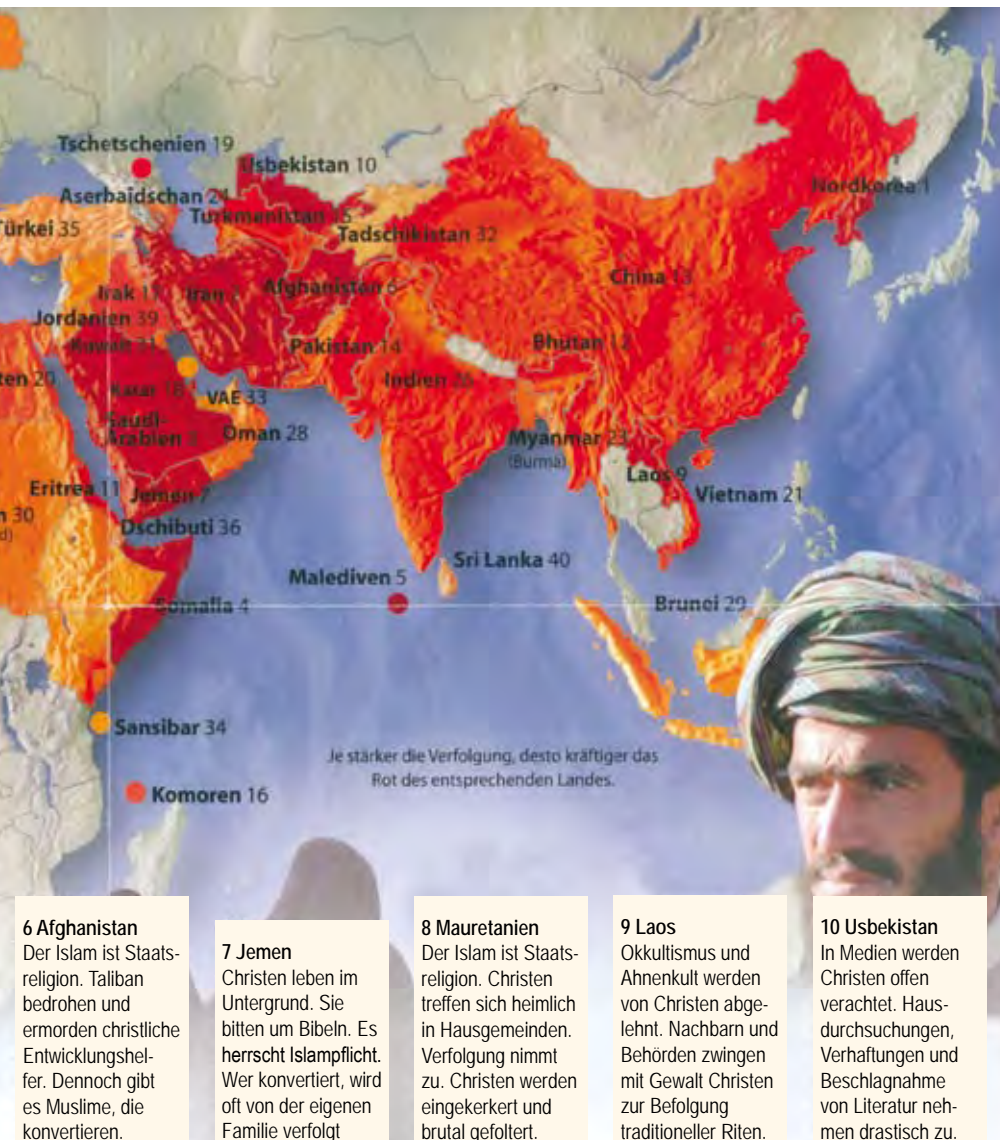 Tschetschenien 19
Usbekistan 10
Aserbaidschan 24
Turkmenistan 15
Türkei 35
Tadschikistan 32
Nordkorea 1
China 13
Irak 17
Iran
Afghanistan 6
Jordanien 39
Kuwait 31
Pakistan 14
Bhutan 12
Indien 26
ten 20
Katar 18
VAE 33
Saudi-
Arabien
Oman 28
Myanmar 23
(Burma)
Laos 9
Vietnam 21
Eritrea 11
Jemen 7
n 30
d)
Dschibuti 36
Sri Lanka 40
Malediven 5
Somalia 4
Brunei 29
Sansibar 34
Je stärker die Verfolgung, desto kräftiger das
Rot des entsprechenden Landes.
Komoren 16
6 Afghanistan
Der Islam ist Staats-
religion. Taliban
bedrohen und
ermorden christliche
Entwicklungshel-
fer. Dennoch gibt
es Muslime, die
konvertieren.
7 Jemen
Christen leben im
Untergrund. Sie
bitten um Bibeln. Es
herrscht Islampflicht.
Wer konvertiert, wird
oft von der eigenen
Familie verfolgt
8 Mauretanien
Der Islam ist Staats-
religion. Christen
treffen sich heimlich
in Hausgemeinden.
Verfolgung nimmt
zu. Christen werden
eingekerkert und
brutal gefoltert.
9 Laos
Okkultismus und
Ahnenkult werden
von Christen abge-
lehnt. Nachbarn und
Behörden zwingen
mit Gewalt Christen
zur Befolgung
traditioneller Riten.
10 Usbekistan
In Medien werden
Christen offen
verachtet. Haus-
durchsuchungen,
Verhaftungen und
Beschlagnahme
von Literatur neh-
men drastisch zu.